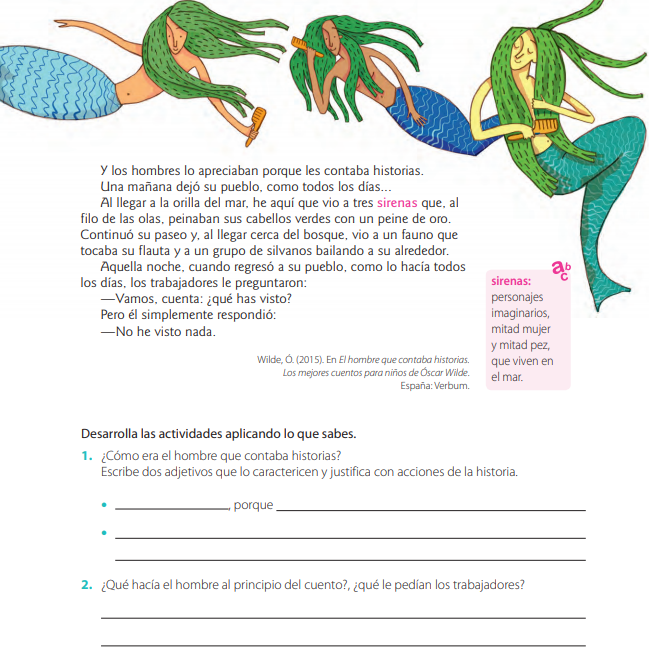 Y los hombres lo apreciaban porque les contaba historias.
Una mañana dejó su pueblo, como todos los días...
Al llegar a la orilla del mar, he aquí que vio a tres sirenas que, al
filo de las olas, peinaban sus cabellos verdes con un peine de oro.
Continuó su paseo y, al llegar cerca del bosque, vio a un fauno que
tocaba su flauta y a un grupo de silvanos bailando a su alrededor.
Aquella noche, cuando regresó a su pueblo, como lo hacía todos
los días, los trabajadores le preguntaron:
—Vamos, cuenta: ¿qué has visto?
Pero él simplemente respondió:
—No he visto nada.
abc
sirenas:
personajes
imaginarios,
mitad mujer
y mitad pez,
que viven en
el mar.
Wilde, Ó. (2015). En El hombre que contaba historias.
Los mejores cuentos para niños de Óscar Wilde.
España: Verbum.
Desarrolla las actividades aplicando lo que sabes.
1. ¿Cómo era el hombre que contaba historias?
Escribe dos adjetivos que lo caractericen y justifica con acciones de la historia.
• ____________, porque ____________
• ____________
2. ¿Qué hacía el hombre al principio del cuento?, ¿qué le pedían los trabajadores?